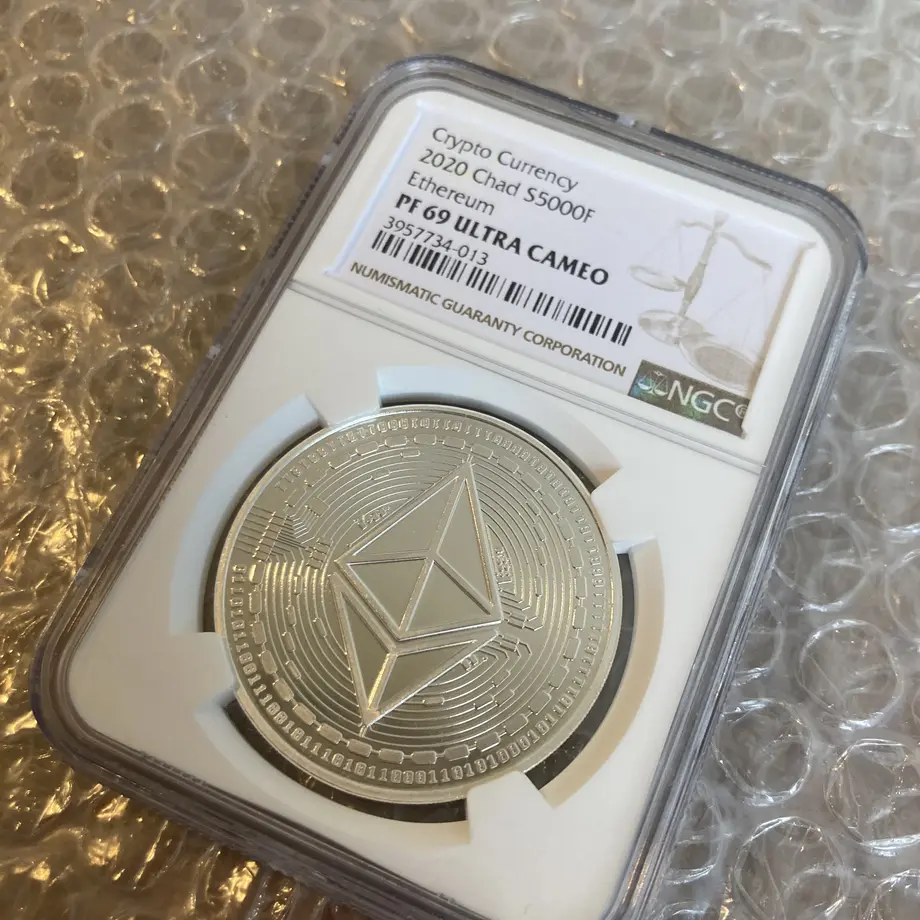 Crypto Currency
2020 Chad S5000F
Ethereum
PF 69 ULTRA CAMEO
3957734-013
NUMISMATIC GUARANTY CORPORATION
NGC